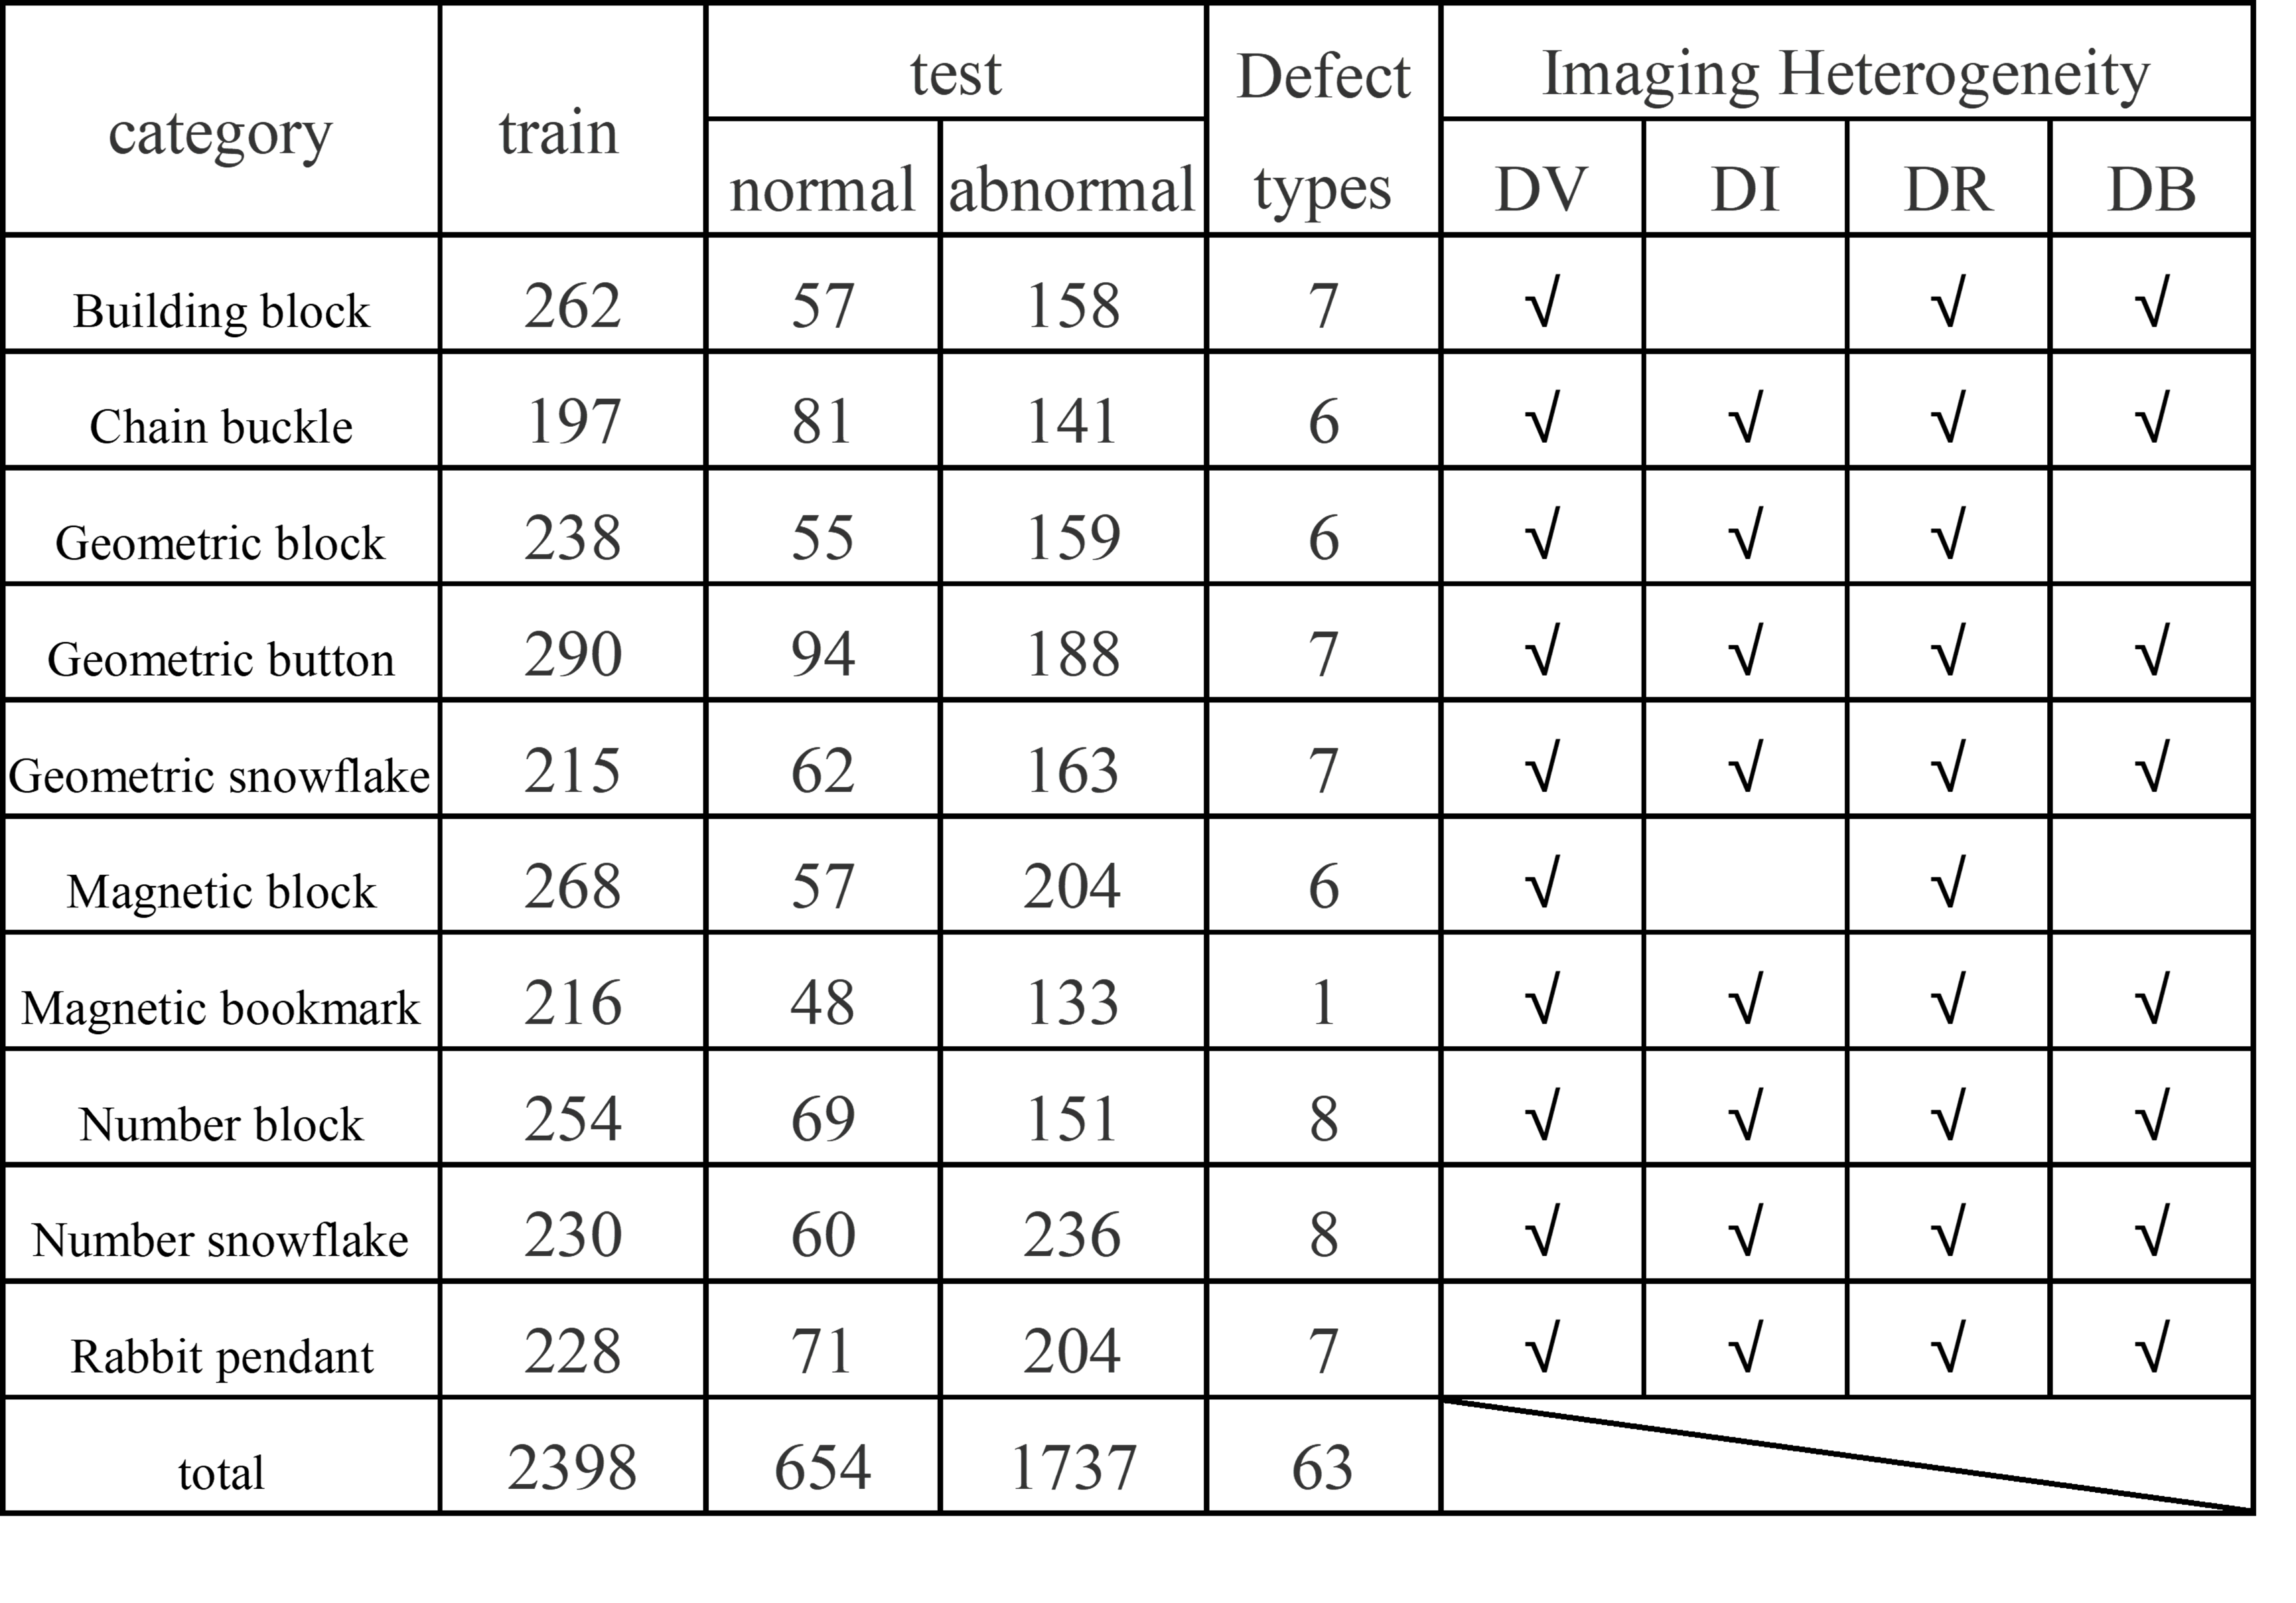 category train test Defect types Imaging Heterogeneity
normal abnormal DV DI DR DB
Building block 262 57 158 7 √ √ √
Chain buckle 197 81 141 6 √ √ √ √
Geometric block 238 55 159 6 √ √ √
Geometric button 290 94 188 7 √ √ √ √
Geometric snowflake 215 62 163 7 √ √ √ √
Magnetic block 268 57 204 6 √ √
Magnetic bookmark 216 48 133 1 √ √ √ √
Number block 254 69 151 8 √ √ √ √
Number snowflake 230 60 236 8 √ √ √ √
Rabbit pendant 228 71 204 7 √ √ √ √
total 2398 654 1737 63